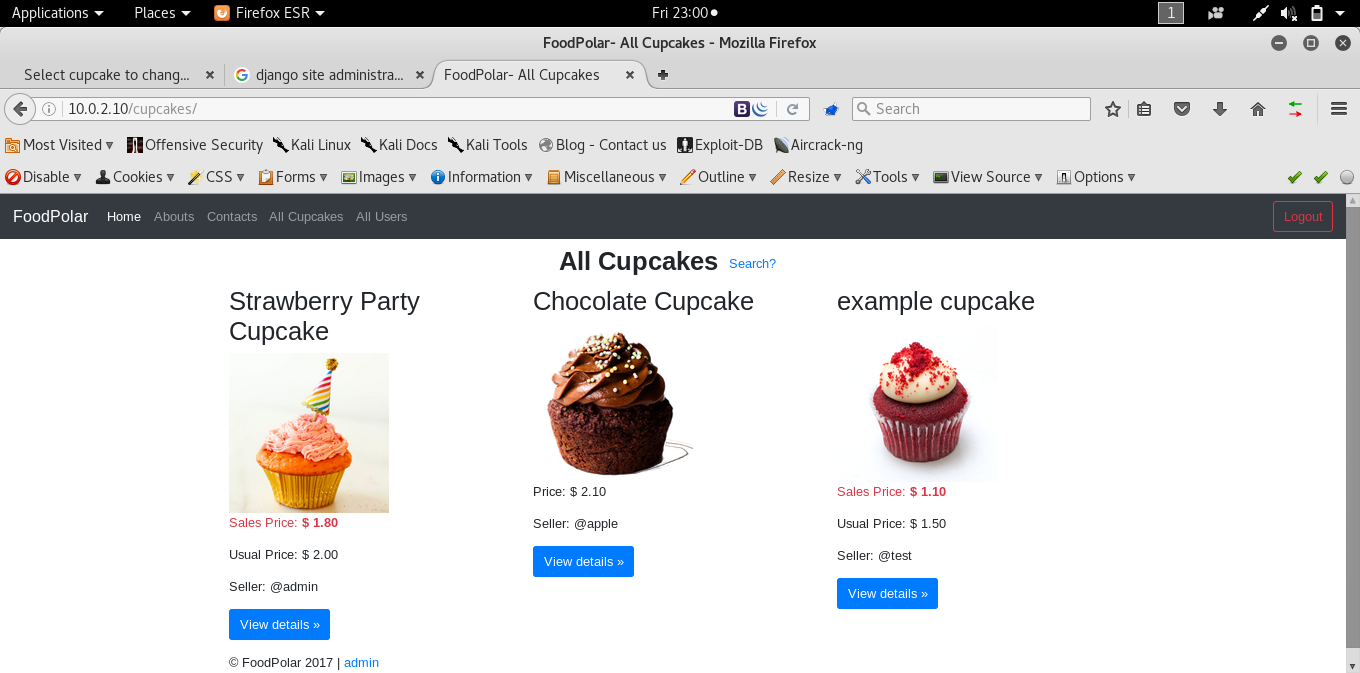 Applications Places Firefox ESR Fri 23:00 1
FoodPolar- All Cupcakes - Mozilla Firefox
Select cupcake to chang... django site administra... FoodPolar- All Cupcakes
10.0.2.10/cupcakes/ Search
Most Visited Offensive Security Kali Linux Kali Docs Kali Tools Blog - Contact us Exploit-DB Aircrack-ng
Disable Cookies CSS Forms Images Information Miscellaneous Outline Resize Tools View Source Options
FoodPolar Home Abouts Contacts All Cupcakes All Users Logout
All Cupcakes Search?
Strawberry Party
Cupcake
Sales Price: $ 1.80
Usual Price: $ 2.00
Seller: @admin
View details »
Chocolate Cupcake
Price: $ 2.10
Seller: @apple
View details »
example cupcake
Sales Price: $ 1.10
Usual Price: $ 1.50
Seller: @test
View details »
© FoodPolar 2017 | admin